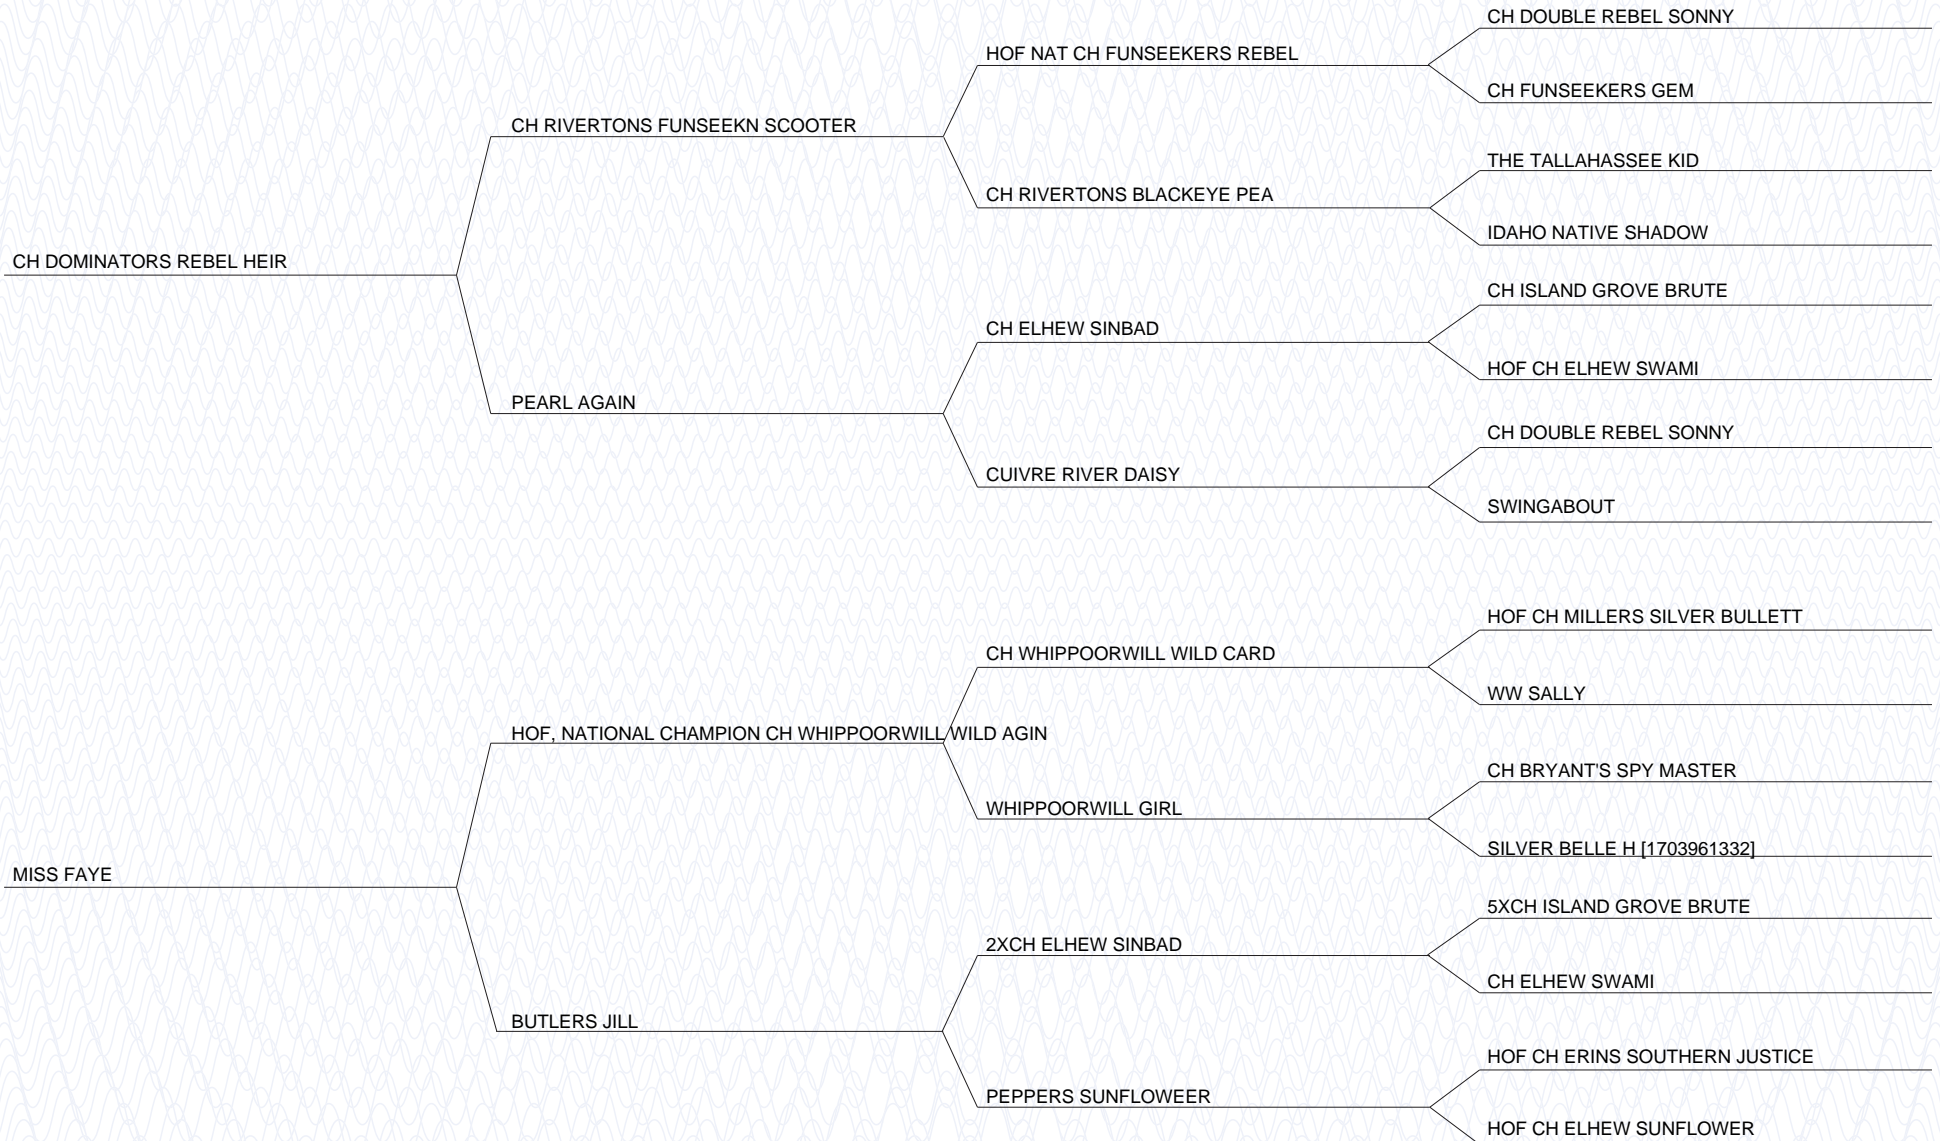 CH DOUBLE REBEL SONNY
HOF NAT CH FUNSEEKERS REBEL
CH FUNSEEKERS GEM
CH RIVERTONS FUNSEEKN SCOOTER
THE TALLAHASSEE KID
CH RIVERTONS BLACKEYE PEA
IDAHO NATIVE SHADOW
CH DOMINATORS REBEL HEIR
CH ISLAND GROVE BRUTE
CH ELHEW SINBAD
HOF CH ELHEW SWAMI
PEARL AGAIN
CH DOUBLE REBEL SONNY
CUIVRE RIVER DAISY
SWINGABOUT
HOF CH MILLERS SILVER BULLETT
CH WHIPPOORWILL WILD CARD
WW SALLY
HOF, NATIONAL CHAMPION CH WHIPPOORWILL WILD AGIN
CH BRYANT'S SPY MASTER
WHIPPOORWILL GIRL
SILVER BELLE H [1703961332]
MISS FAYE
5XCH ISLAND GROVE BRUTE
2XCH ELHEW SINBAD
CH ELHEW SWAMI
BUTLERS JILL
HOF CH ERINS SOUTHERN JUSTICE
PEPPERS SUNFLOWEER
HOF CH ELHEW SUNFLOWER